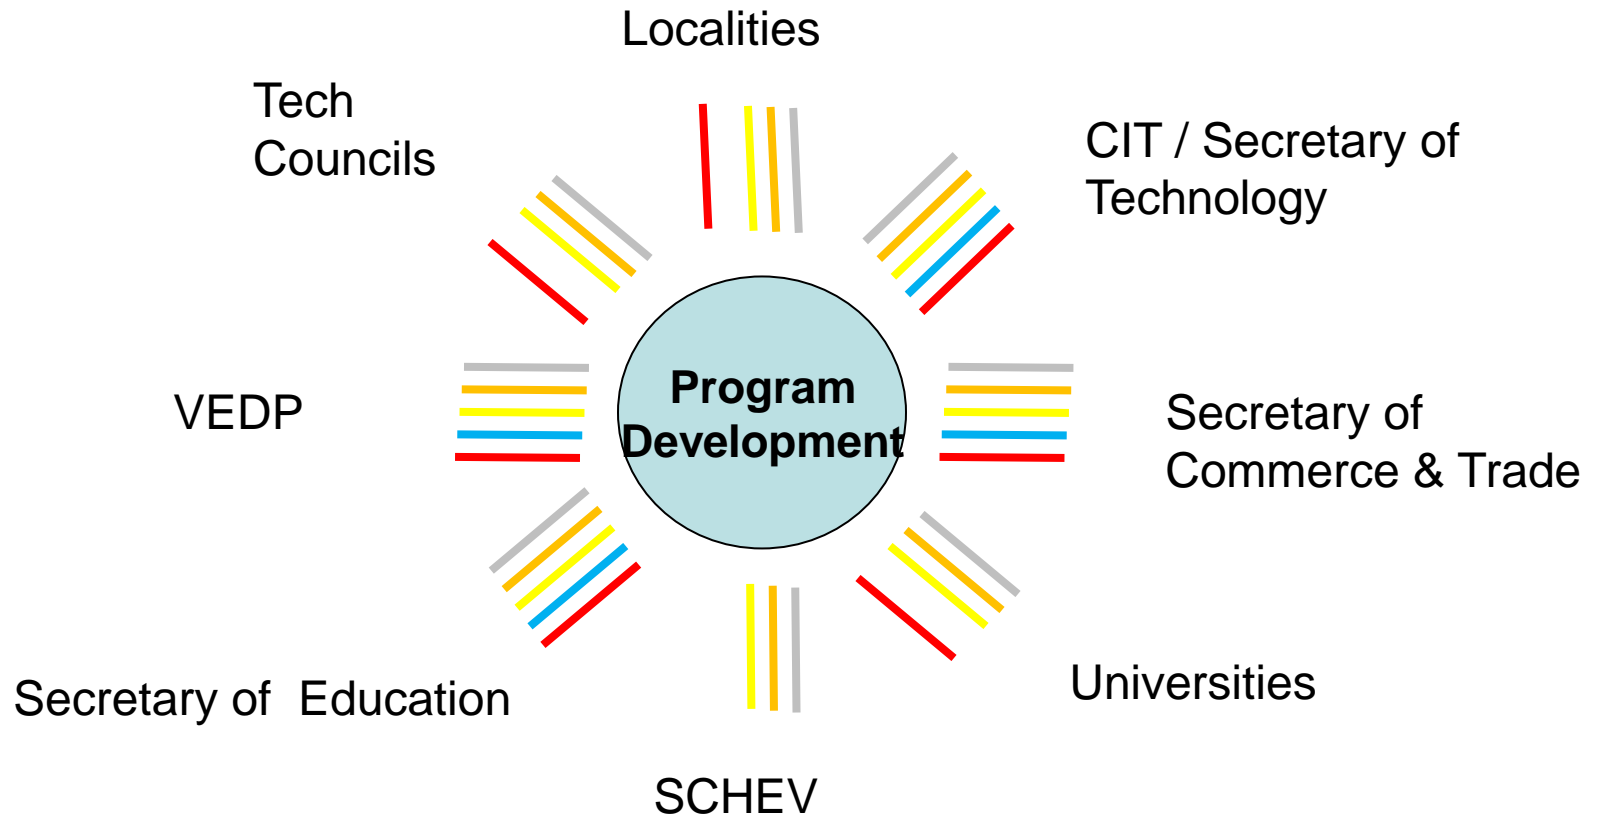 Localities
Tech
Councils
CIT / Secretary of
Technology
Program
Development
VEDP
Secretary of
Commerce & Trade
Secretary of  Education
Universities
SCHEV